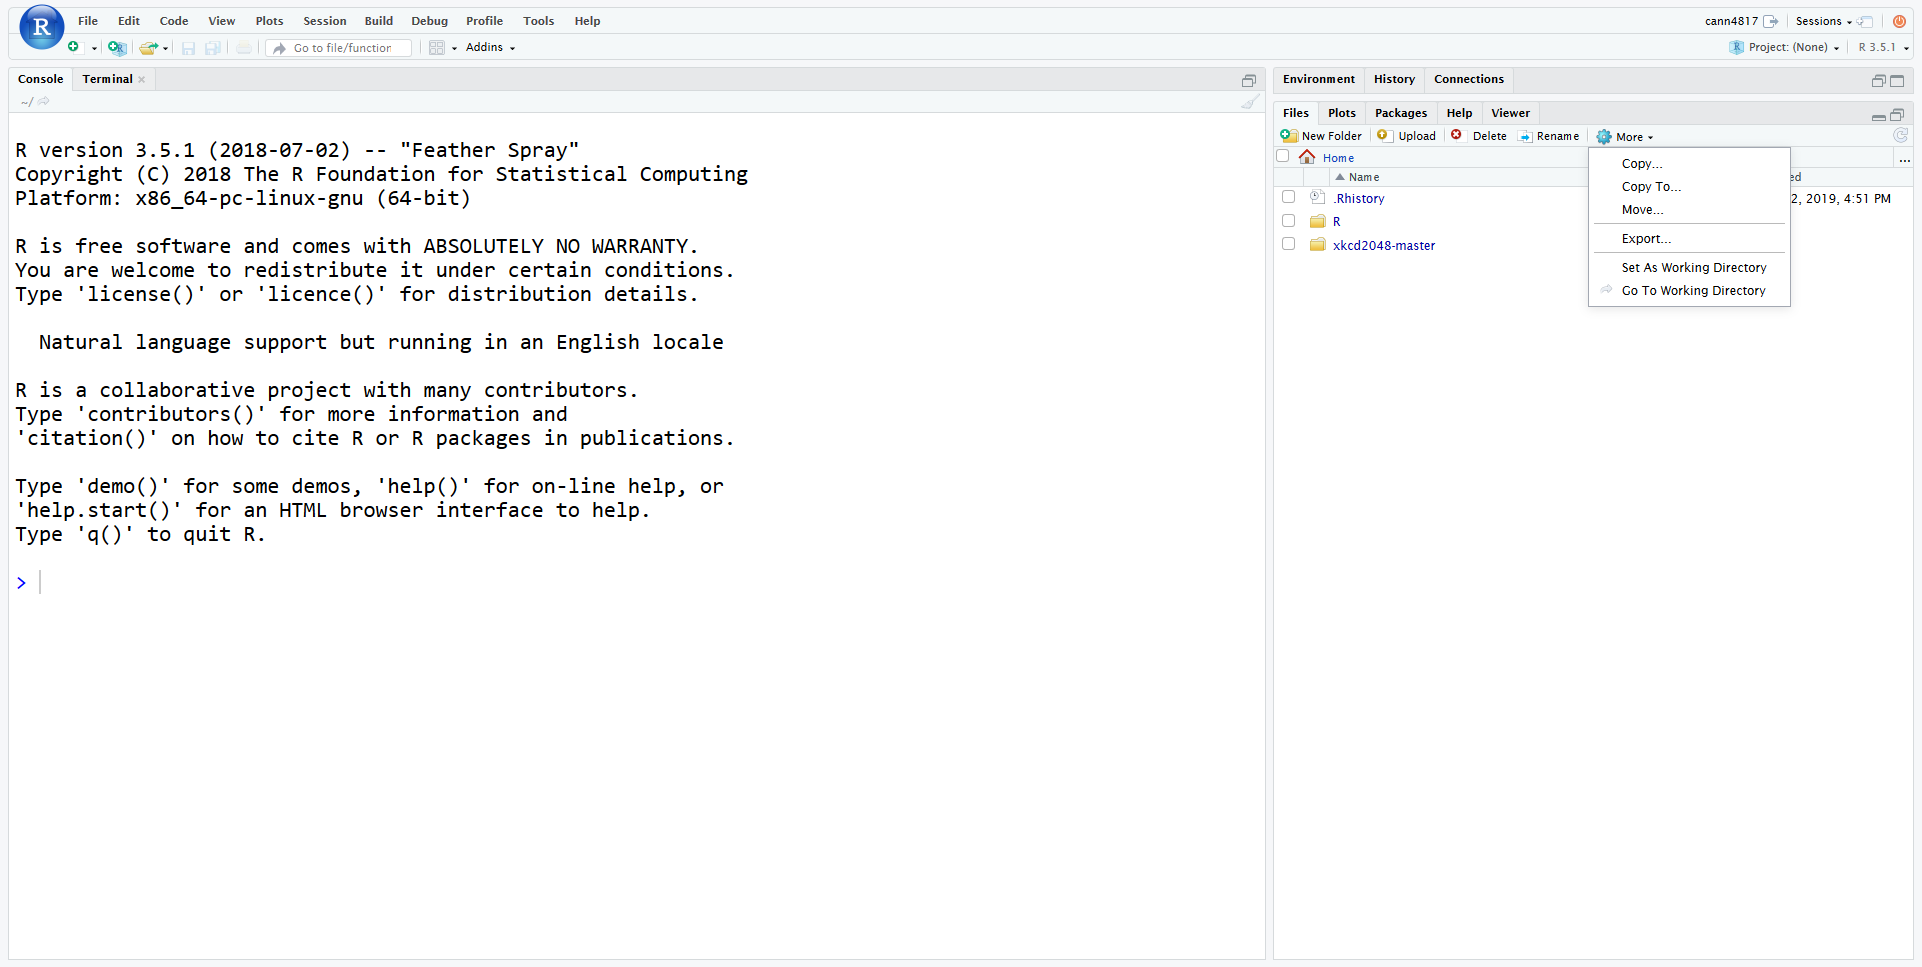 R File Edit Code View Plots Session Build Debug Profile Tools Help cann4817 Sessions
R Go to file/function Addins R Project: (None) R 3.5.1
Console Terminal ×
~/
Environment History Connections
Files Plots Packages Help Viewer
New Folder Upload Delete Rename More
Home ...
Name ed
.Rhistory 2, 2019, 4:51 PM
R
xkcd2048-master
Copy...
Copy To...
Move...
Export...
Set As Working Directory
Go To Working Directory
R version 3.5.1 (2018-07-02) -- "Feather Spray"
Copyright (C) 2018 The R Foundation for Statistical Computing
Platform: x86_64-pc-linux-gnu (64-bit)
R is free software and comes with ABSOLUTELY NO WARRANTY.
You are welcome to redistribute it under certain conditions.
Type 'license()' or 'licence()' for distribution details.
Natural language support but running in an English locale
R is a collaborative project with many contributors.
Type 'contributors()' for more information and
'citation()' on how to cite R or R packages in publications.
Type 'demo()' for some demos, 'help()' for on-line help, or
'help.start()' for an HTML browser interface to help.
Type 'q()' to quit R.
>